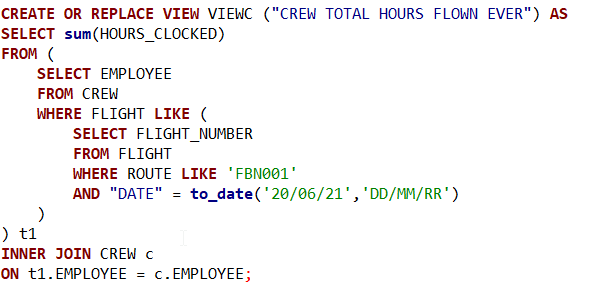 CREATE OR REPLACE VIEW VIEWC ("CREW TOTAL HOURS FLOWN EVER") AS
SELECT sum(HOURS_CLOCKED)
FROM (
    SELECT EMPLOYEE
    FROM CREW
    WHERE FLIGHT LIKE (
        SELECT FLIGHT_NUMBER
        FROM FLIGHT
        WHERE ROUTE LIKE 'FBN001'
        AND "DATE" = to_date('20/06/21','DD/MM/RR')
    )
) t1
INNER JOIN CREW c
ON t1.EMPLOYEE = c.EMPLOYEE;